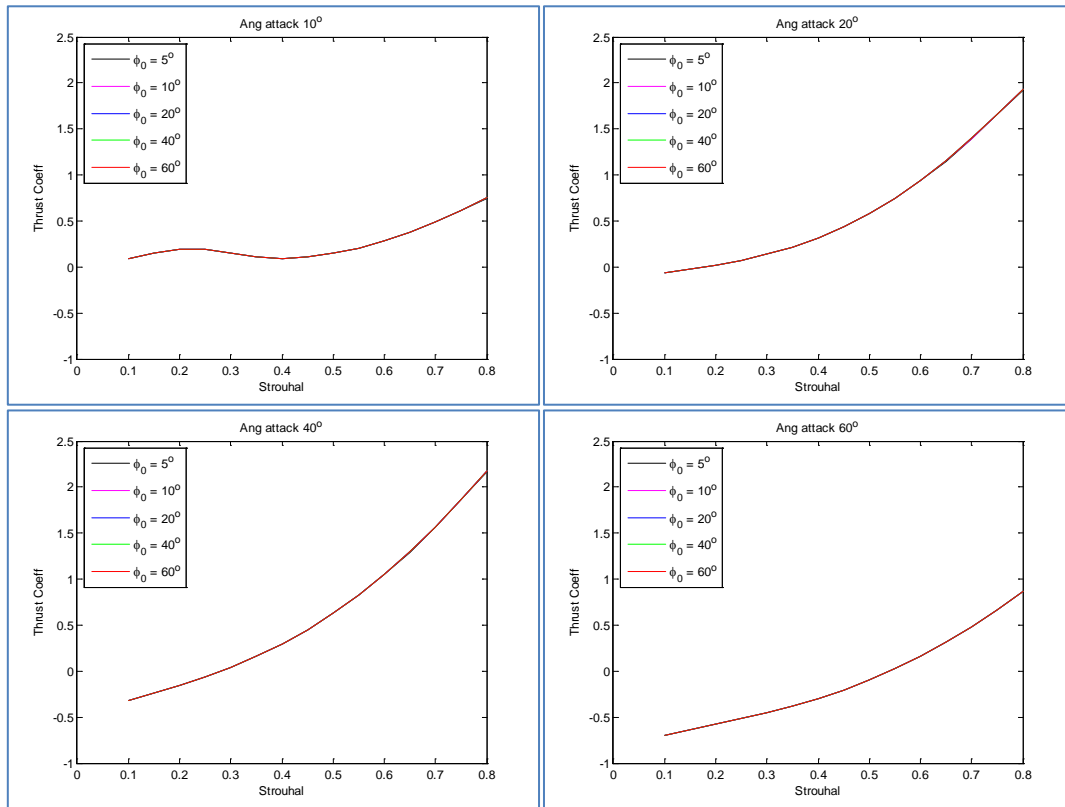 Ang attack 10°
2.5
2
1.5
1
0.5
0
-0.5
-1
Thrust Coeff
ϕ₀ = 5°
ϕ₀ = 10°
ϕ₀ = 20°
ϕ₀ = 40°
ϕ₀ = 60°
0 0.1 0.2 0.3 0.4 0.5 0.6 0.7 0.8
Strouhal
Ang attack 20°
2.5
2
1.5
1
0.5
0
-0.5
-1
Thrust Coeff
ϕ₀ = 5°
ϕ₀ = 10°
ϕ₀ = 20°
ϕ₀ = 40°
ϕ₀ = 60°
0 0.1 0.2 0.3 0.4 0.5 0.6 0.7 0.8
Strouhal
Ang attack 40°
2.5
2
1.5
1
0.5
0
-0.5
-1
Thrust Coeff
ϕ₀ = 5°
ϕ₀ = 10°
ϕ₀ = 20°
ϕ₀ = 40°
ϕ₀ = 60°
0 0.1 0.2 0.3 0.4 0.5 0.6 0.7 0.8
Strouhal
Ang attack 60°
2.5
2
1.5
1
0.5
0
-0.5
-1
Thrust Coeff
ϕ₀ = 5°
ϕ₀ = 10°
ϕ₀ = 20°
ϕ₀ = 40°
ϕ₀ = 60°
0 0.1 0.2 0.3 0.4 0.5 0.6 0.7 0.8
Strouhal